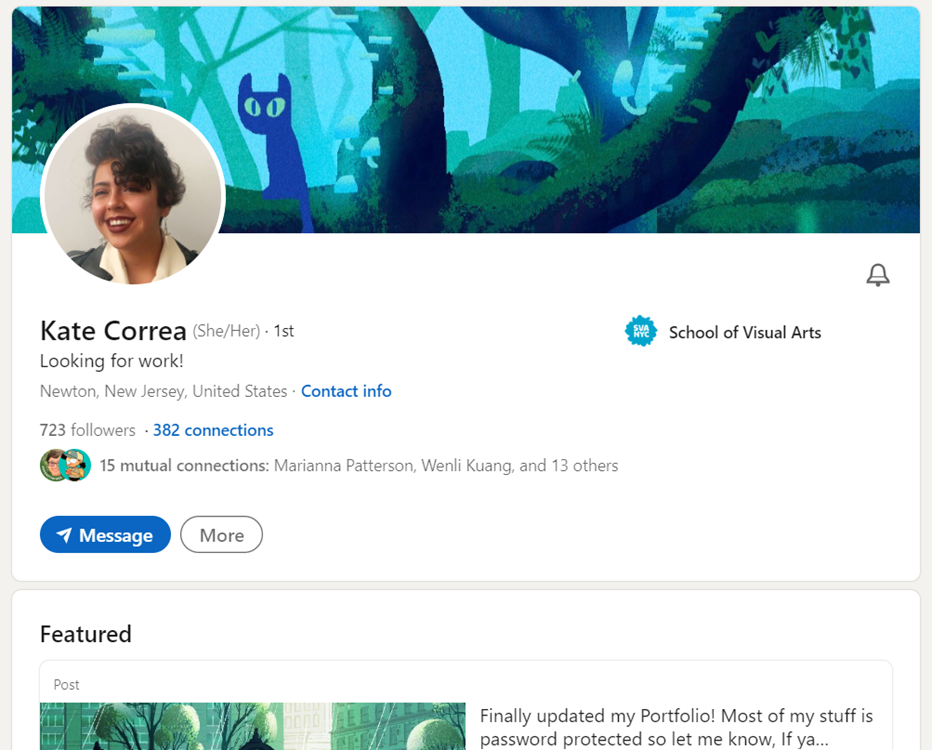 Kate Correa (She/Her) · 1st
SVA
NYC
School of Visual Arts
Looking for work!
Newton, New Jersey, United States · Contact info
723 followers · 382 connections
15 mutual connections: Marianna Patterson, Wenli Kuang, and 13 others
Message
More
Featured
Post
Finally updated my Portfolio! Most of my stuff is
password protected so let me know, If ya...